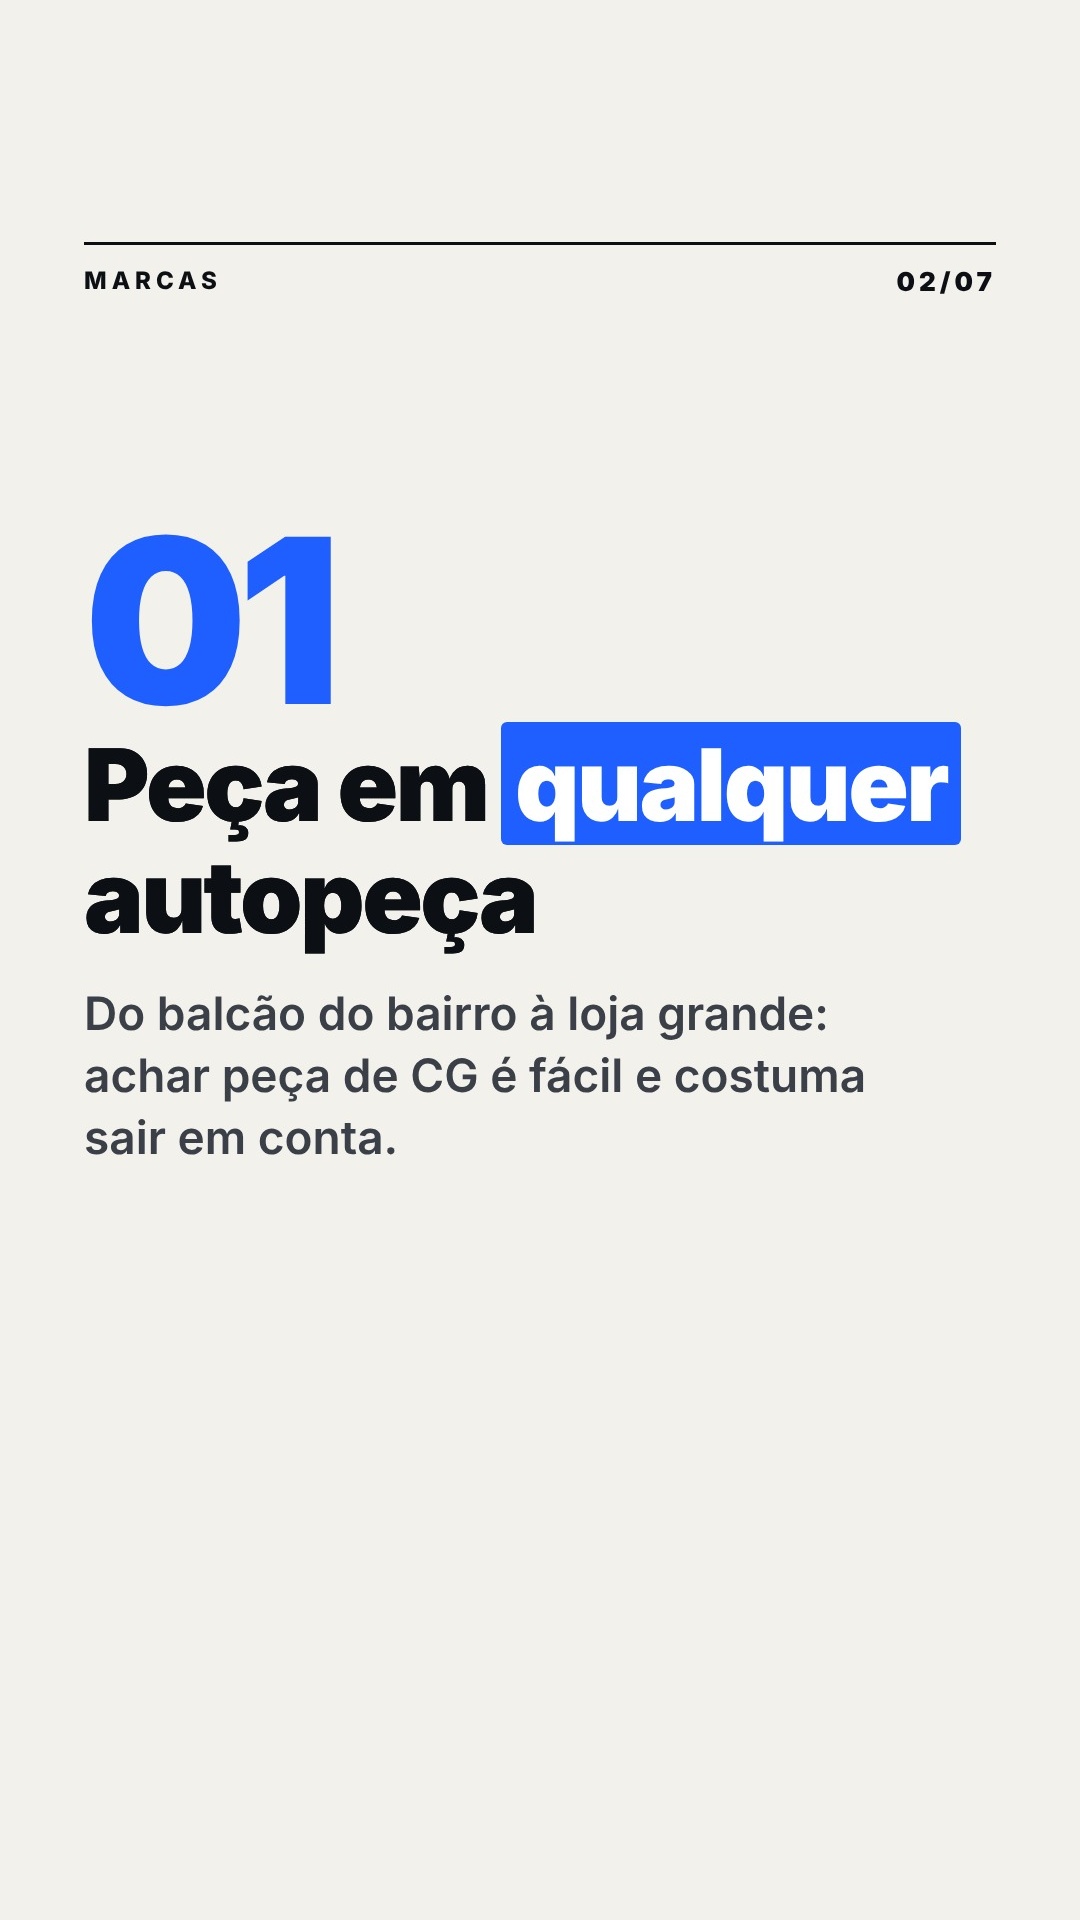 MARCAS
02/07
01
Peça em qualquer
autopeça
Do balcão do bairro à loja grande:
achar peça de CG é fácil e costuma
sair em conta.